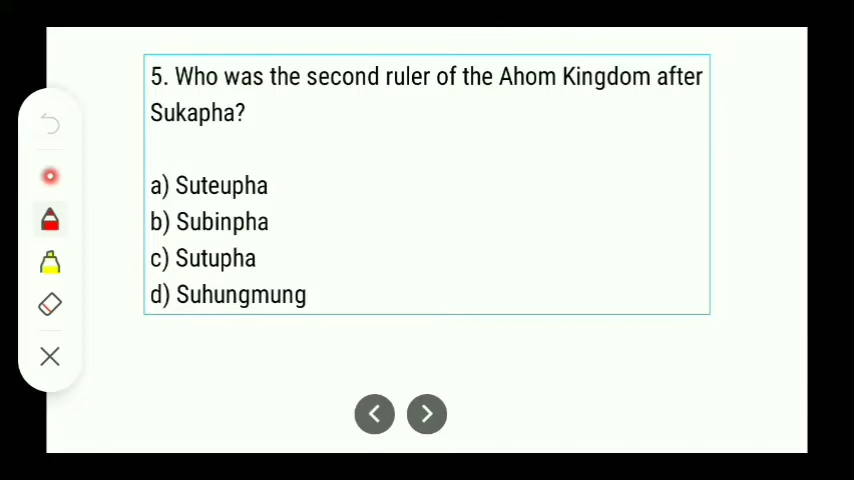 5. Who was the second ruler of the Ahom Kingdom after
Sukapha?
a) Suteupha
b) Subinpha
c) Sutupha
d) Suhungmung